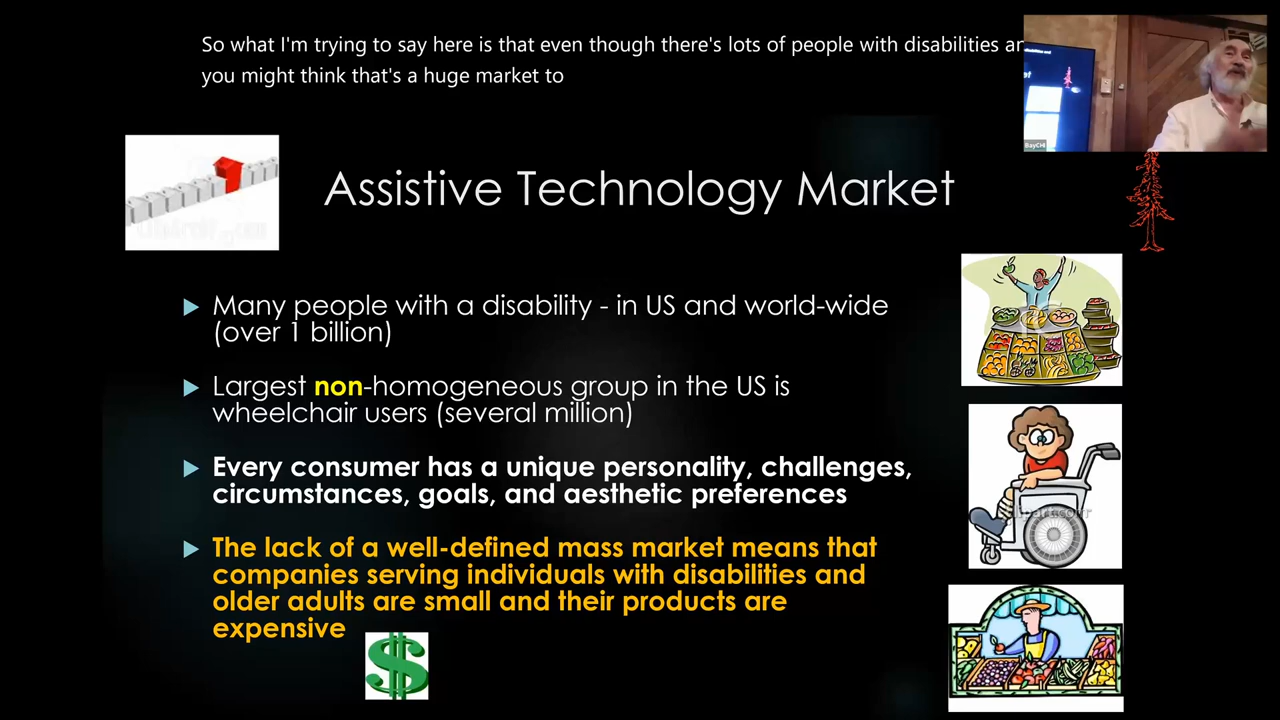 So what I'm trying to say here is that even though there's lots of people with disabilities an
you might think that's a huge market to
BayCHI
Assistive Technology Market
Many people with a disability - in US and world-wide
(over 1 billion)
Largest non-homogeneous group in the US is
wheelchair users (several million)
Every consumer has a unique personality, challenges,
circumstances, goals, and aesthetic preferences
The lack of a well-defined mass market means that
companies serving individuals with disabilities and
older adults are small and their products are
expensive
$